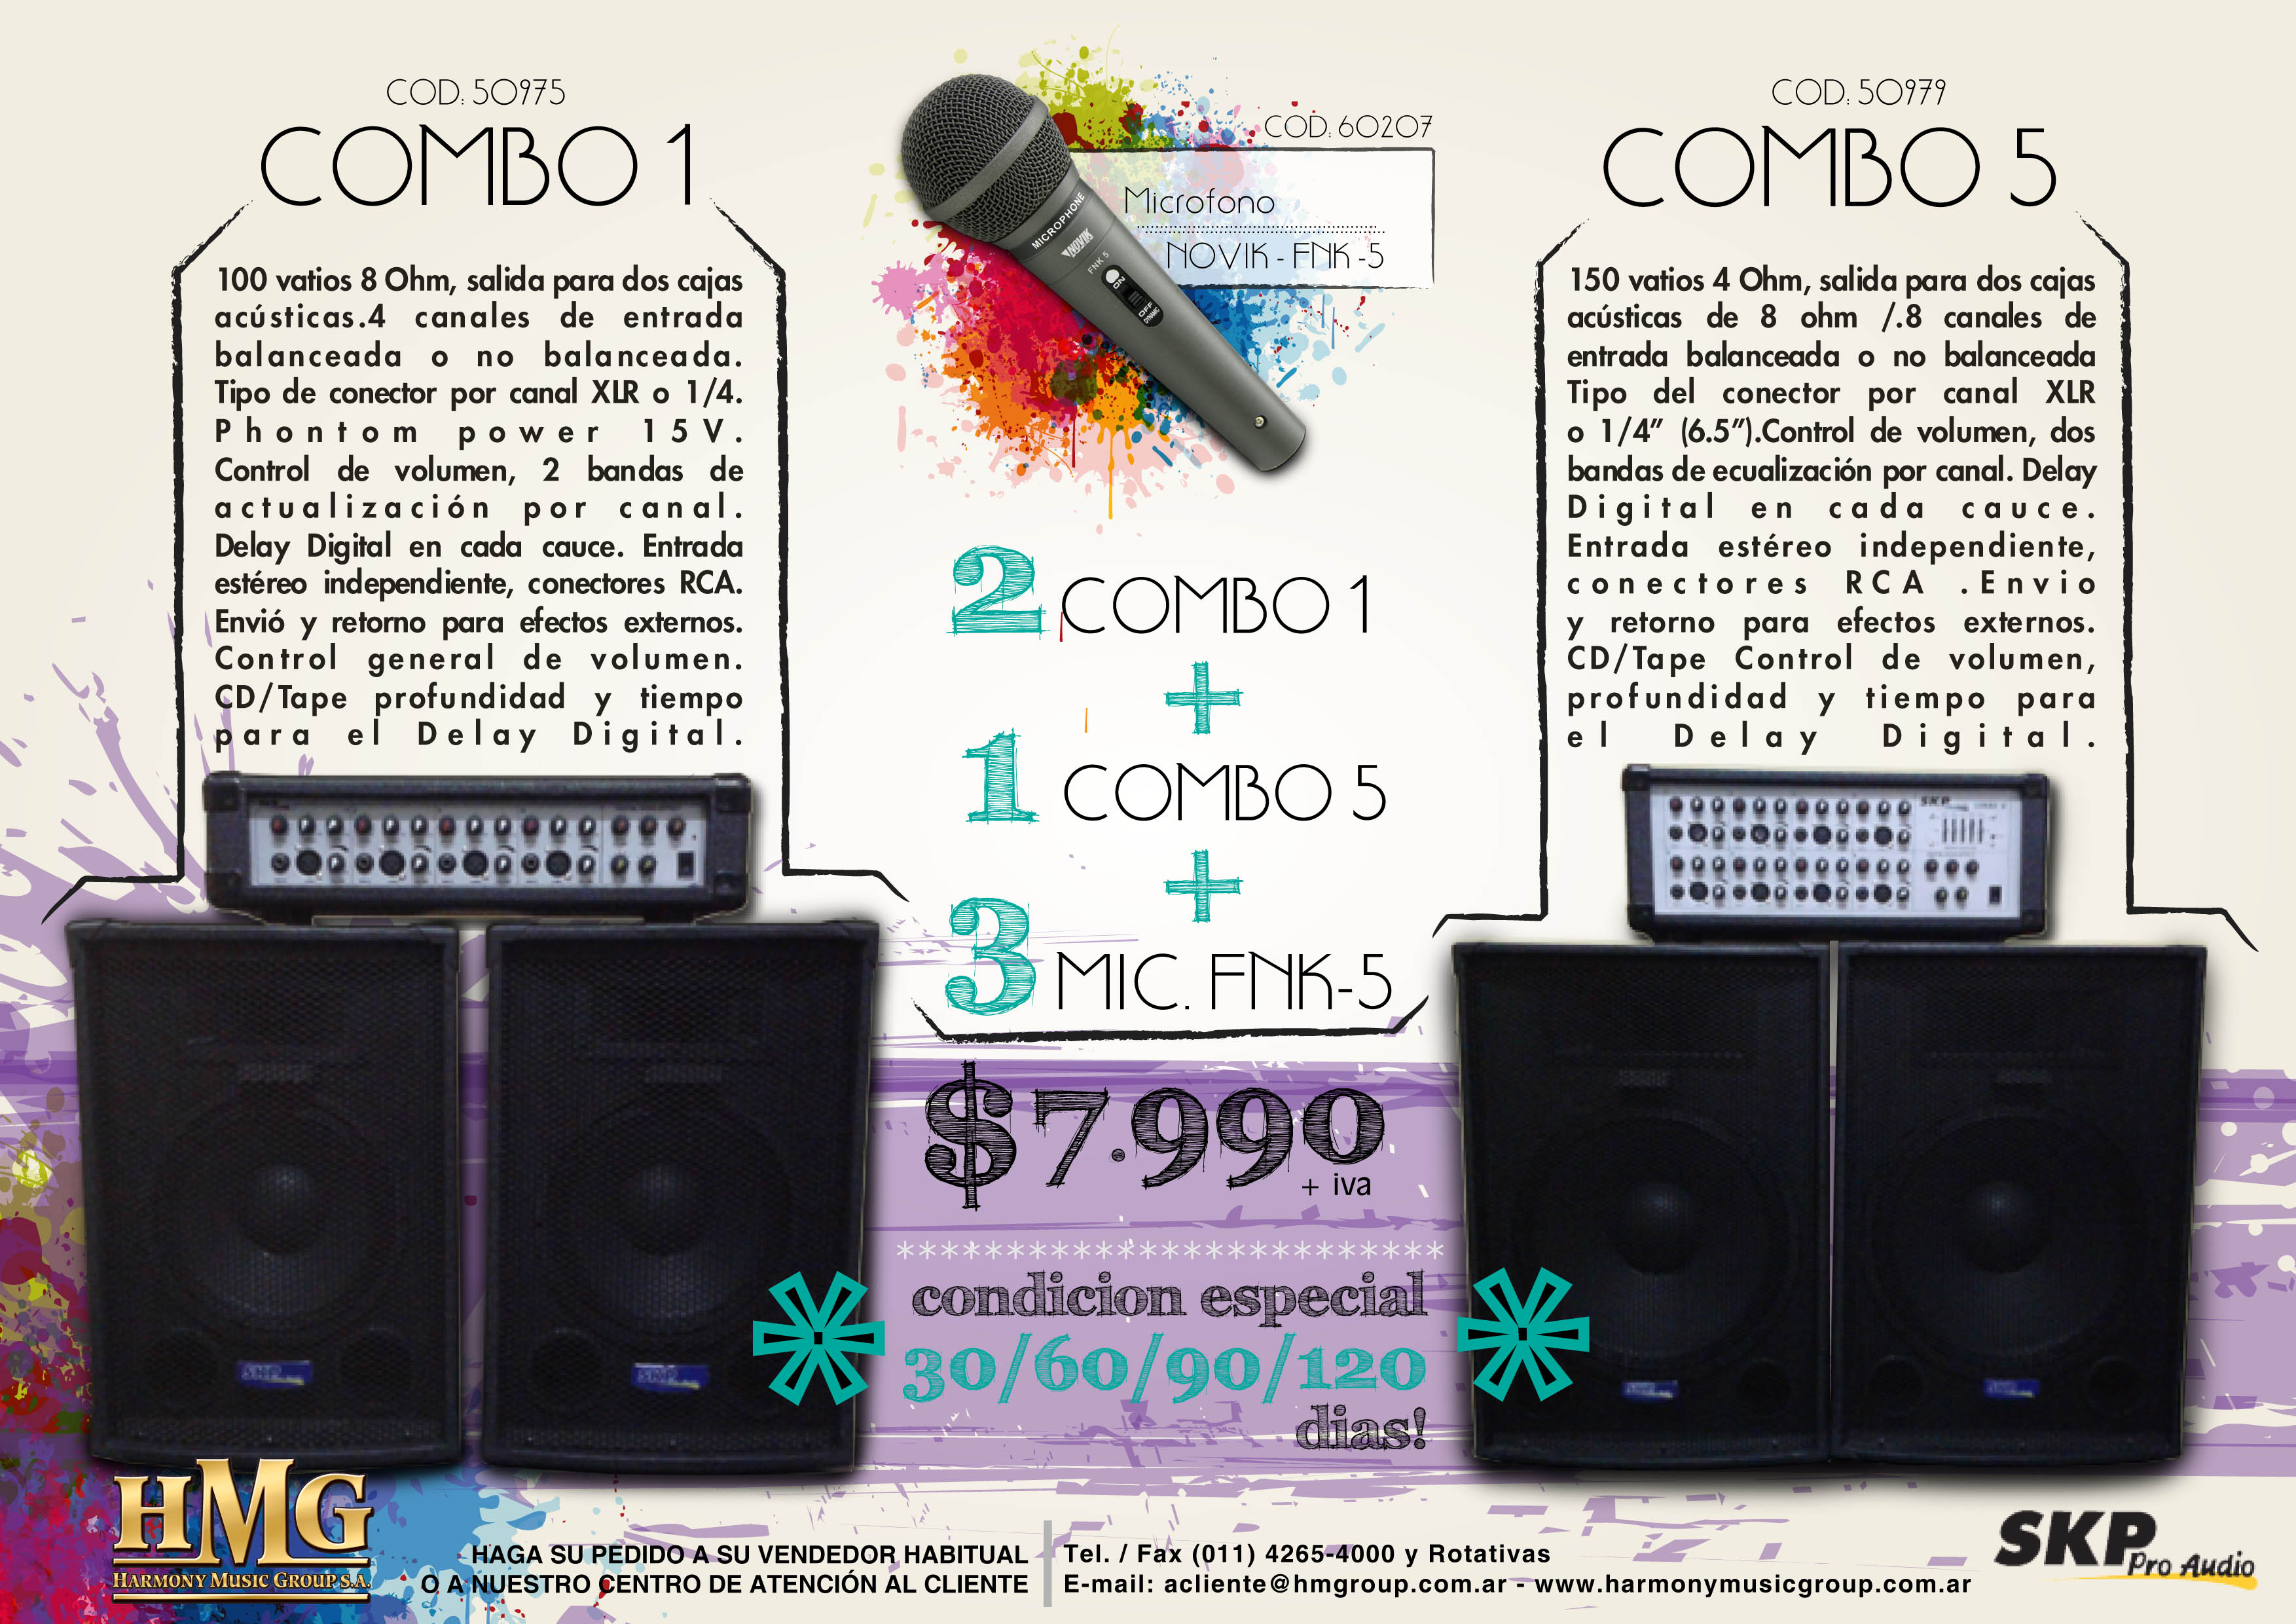 COD: 50975
COMBO 1
100 vatios 8 Ohm, salida para dos cajas
acústicas.4 canales de entrada
balanceada o no balanceada.
Tipo de conector por canal XLR o 1/4.
Phontom power 15V.
Control de volumen, 2 bandas de
actualización por canal.
Delay Digital en cada cauce. Entrada
estéreo independiente, conectores RCA.
Envió y retorno para efectos externos.
Control general de volumen.
CD/Tape profundidad y tiempo
para el Delay Digital.
COD: 60207
Microfono
NOVIK - FNK -5
MICROPHONE
NOVIK
FNK 5
ON
OFF
DYNAMIC
2 COMBO 1
+
1 COMBO 5
+
3 MIC. FNK-5
$7.990
+ iva
*************************
condicion especial
30/60/90/120
dias!
COD: 50979
COMBO 5
150 vatios 4 Ohm, salida para dos cajas
acústicas de 8 ohm /.8 canales de
entrada balanceada o no balanceada
Tipo del conector por canal XLR
o 1/4” (6.5”).Control de volumen, dos
bandas de ecualización por canal. Delay
Digital en cada cauce.
Entrada estéreo independiente,
conectores RCA .Envio
y retorno para efectos externos.
CD/Tape Control de volumen,
profundidad y tiempo para
el Delay Digital.
SKP
SKP
SKP
HMG
HARMONY MUSIC GROUP S.A.
HAGA SU PEDIDO A SU VENDEDOR HABITUAL
O A NUESTRO CENTRO DE ATENCIÓN AL CLIENTE
Tel. / Fax (011) 4265-4000 y Rotativas
E-mail: acliente@hmgroup.com.ar - www.harmonymusicgroup.com.ar
SKP Pro Audio